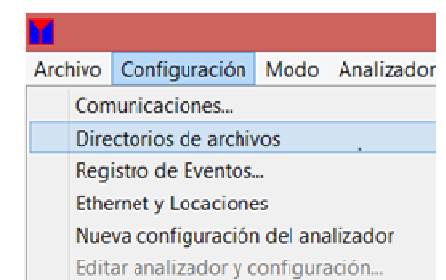 Archivo Configuración Modo Analizador
Comunicaciones...
Directorios de archivos
Registro de Eventos...
Ethernet y Locaciones
Nueva configuración del analizador
Editar analizador y configuración...